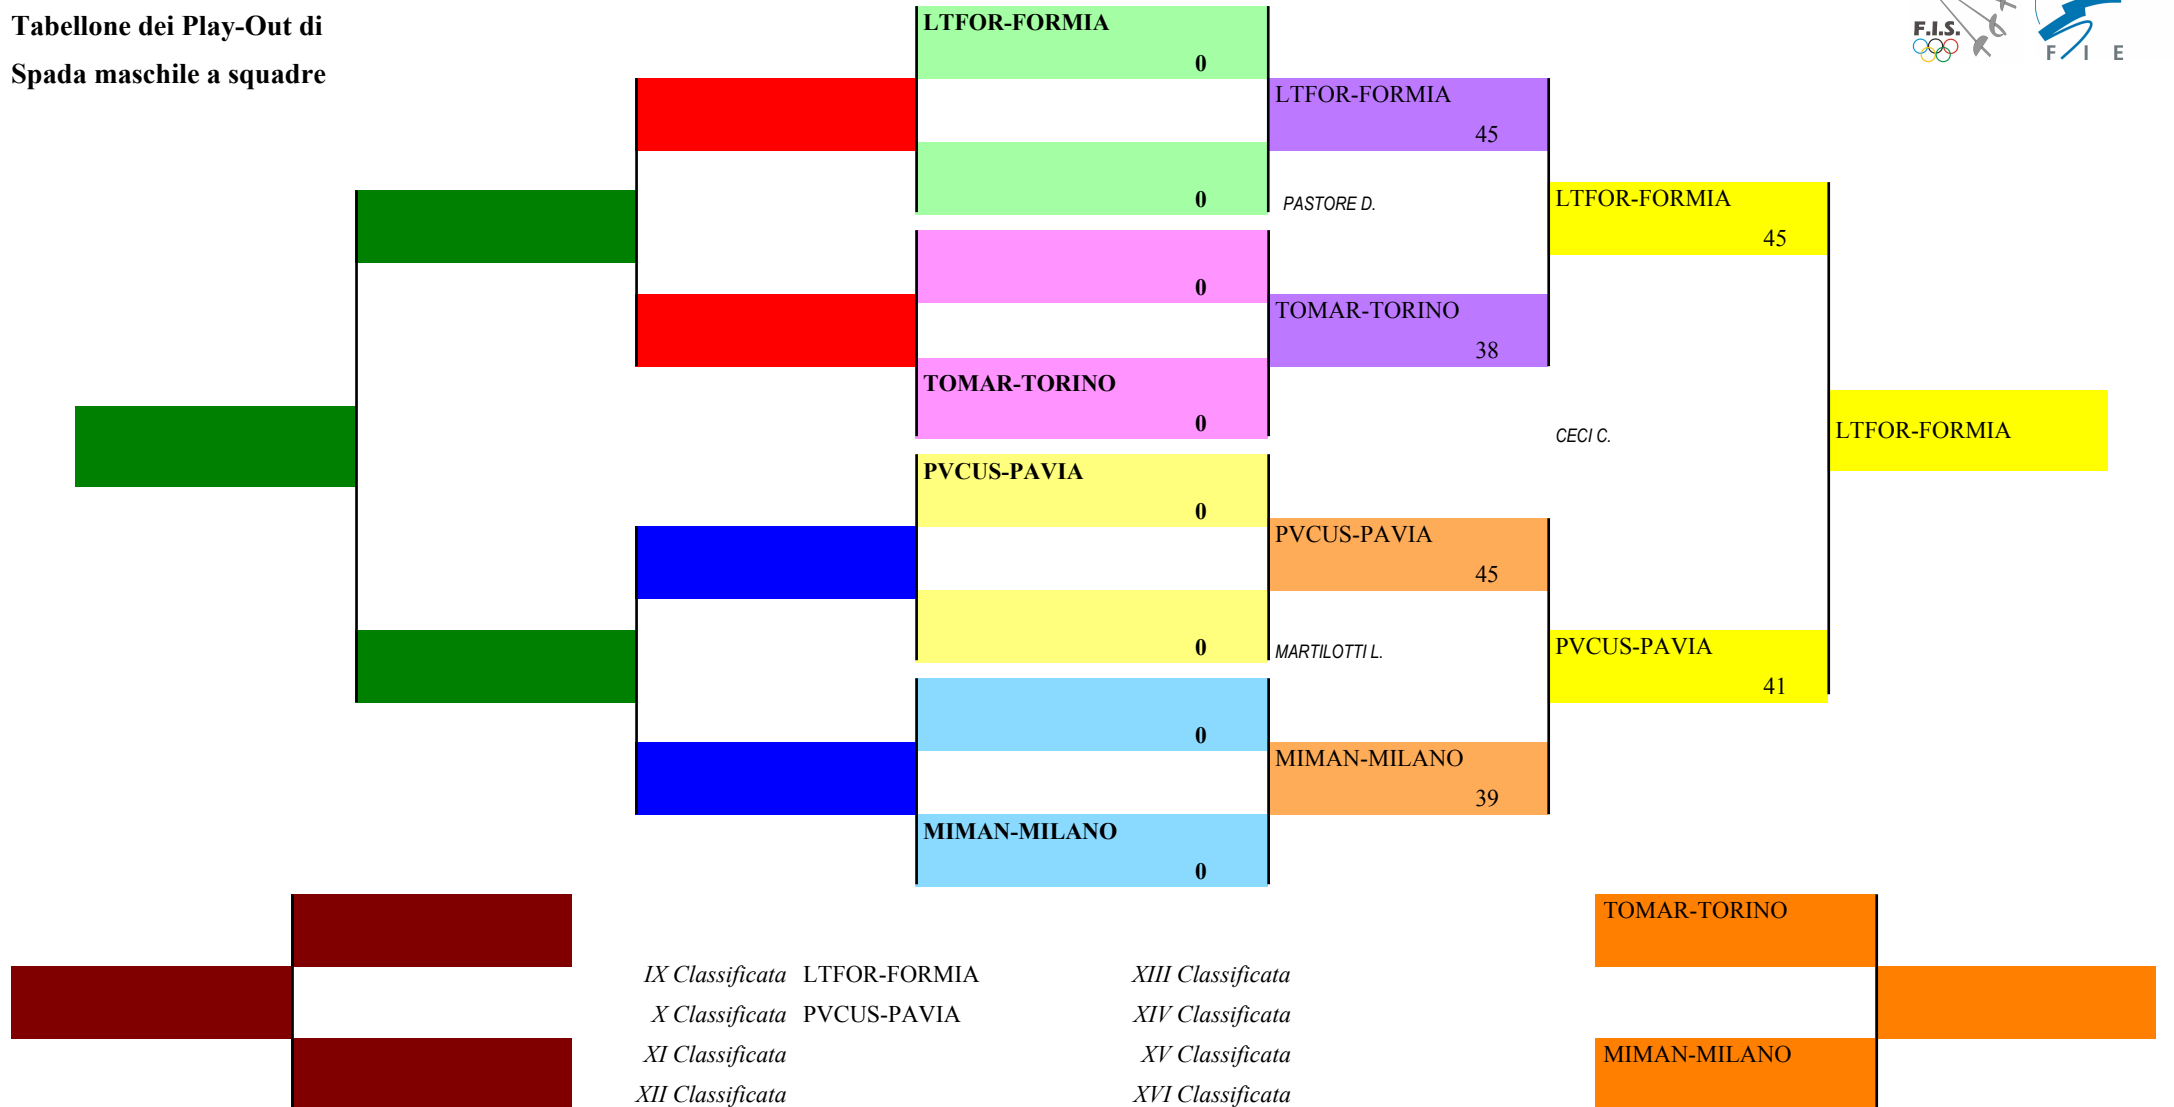 Tabellone dei Play-Out di
Spada maschile a squadre
F.I.S.
F I E
LTFOR-FORMIA
0
0
0
TOMAR-TORINO
0
PVCUS-PAVIA
0
0
0
MIMAN-MILANO
0
LTFOR-FORMIA
45
PASTORE D.
TOMAR-TORINO
38
PVCUS-PAVIA
45
MARTILOTTI L.
MIMAN-MILANO
39
LTFOR-FORMIA
45
CECI C.
PVCUS-PAVIA
41
LTFOR-FORMIA
IX Classificata LTFOR-FORMIA
X Classificata PVCUS-PAVIA
XI Classificata
XII Classificata
XIII Classificata
XIV Classificata
XV Classificata
XVI Classificata
TOMAR-TORINO
MIMAN-MILANO